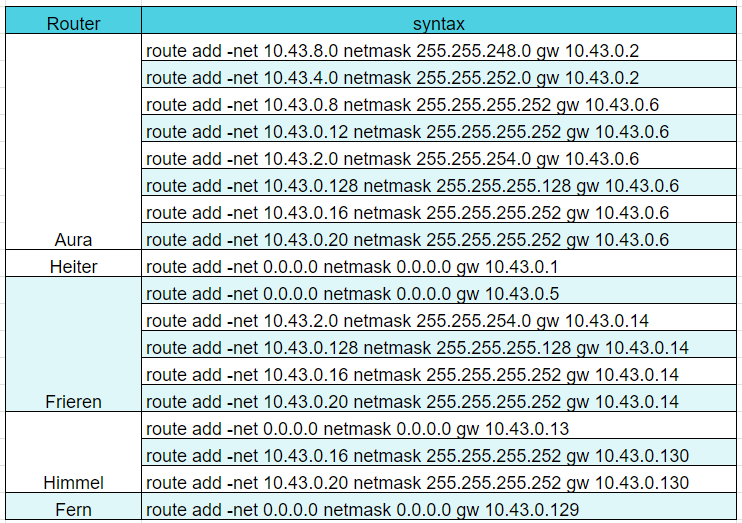 Router syntax
route add -net 10.43.8.0 netmask 255.255.248.0 gw 10.43.0.2
route add -net 10.43.4.0 netmask 255.255.252.0 gw 10.43.0.2
route add -net 10.43.0.8 netmask 255.255.255.252 gw 10.43.0.6
route add -net 10.43.0.12 netmask 255.255.255.252 gw 10.43.0.6
route add -net 10.43.2.0 netmask 255.255.254.0 gw 10.43.0.6
route add -net 10.43.0.128 netmask 255.255.255.128 gw 10.43.0.6
route add -net 10.43.0.16 netmask 255.255.255.252 gw 10.43.0.6
Aura route add -net 10.43.0.20 netmask 255.255.255.252 gw 10.43.0.6
Heiter route add -net 0.0.0.0 netmask 0.0.0.0 gw 10.43.0.1
route add -net 0.0.0.0 netmask 0.0.0.0 gw 10.43.0.5
route add -net 10.43.2.0 netmask 255.255.254.0 gw 10.43.0.14
route add -net 10.43.0.128 netmask 255.255.255.128 gw 10.43.0.14
route add -net 10.43.0.16 netmask 255.255.255.252 gw 10.43.0.14
Frieren route add -net 10.43.0.20 netmask 255.255.255.252 gw 10.43.0.14
route add -net 0.0.0.0 netmask 0.0.0.0 gw 10.43.0.13
route add -net 10.43.0.16 netmask 255.255.255.252 gw 10.43.0.130
Himmel route add -net 10.43.0.20 netmask 255.255.255.252 gw 10.43.0.130
Fern route add -net 0.0.0.0 netmask 0.0.0.0 gw 10.43.0.129